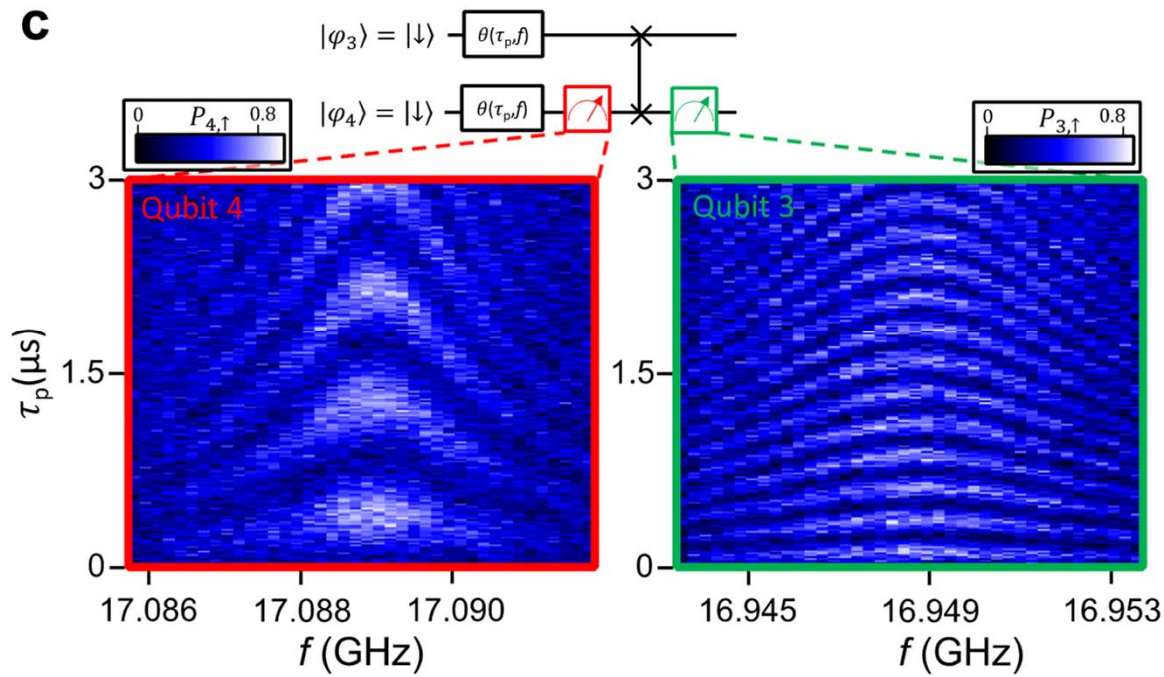 c
|φ₃⟩ = |↓⟩ θ(τₚ,f)
|φ₄⟩ = |↓⟩ θ(τₚ,f)
0 P₄,↑ 0.8
0 P₃,↑ 0.8
Qubit 4
Qubit 3
3
1.5
0
τₚ(μs)
3
1.5
0
17.086 17.088 17.090
16.945 16.949 16.953
f (GHz)
f (GHz)